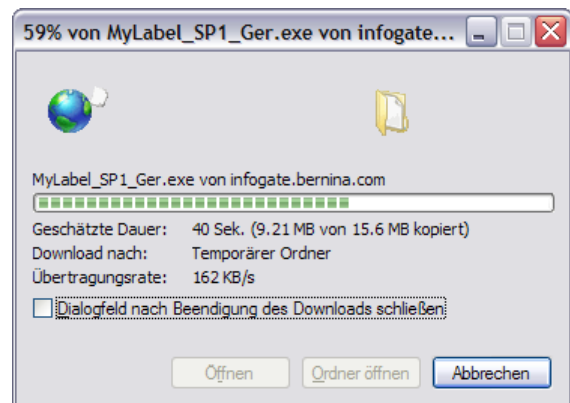 59% von MyLabel_SP1_Ger.exe von infogate...
MyLabel_SP1_Ger.exe von infogate.bernina.com
Geschätzte Dauer: 40 Sek. (9.21 MB von 15.6 MB kopiert)
Download nach: Temporärer Ordner
Übertragungsrate: 162 KB/s
Dialogfeld nach Beendigung des Downloads schließen
Öffnen Ordner öffnen Abbrechen